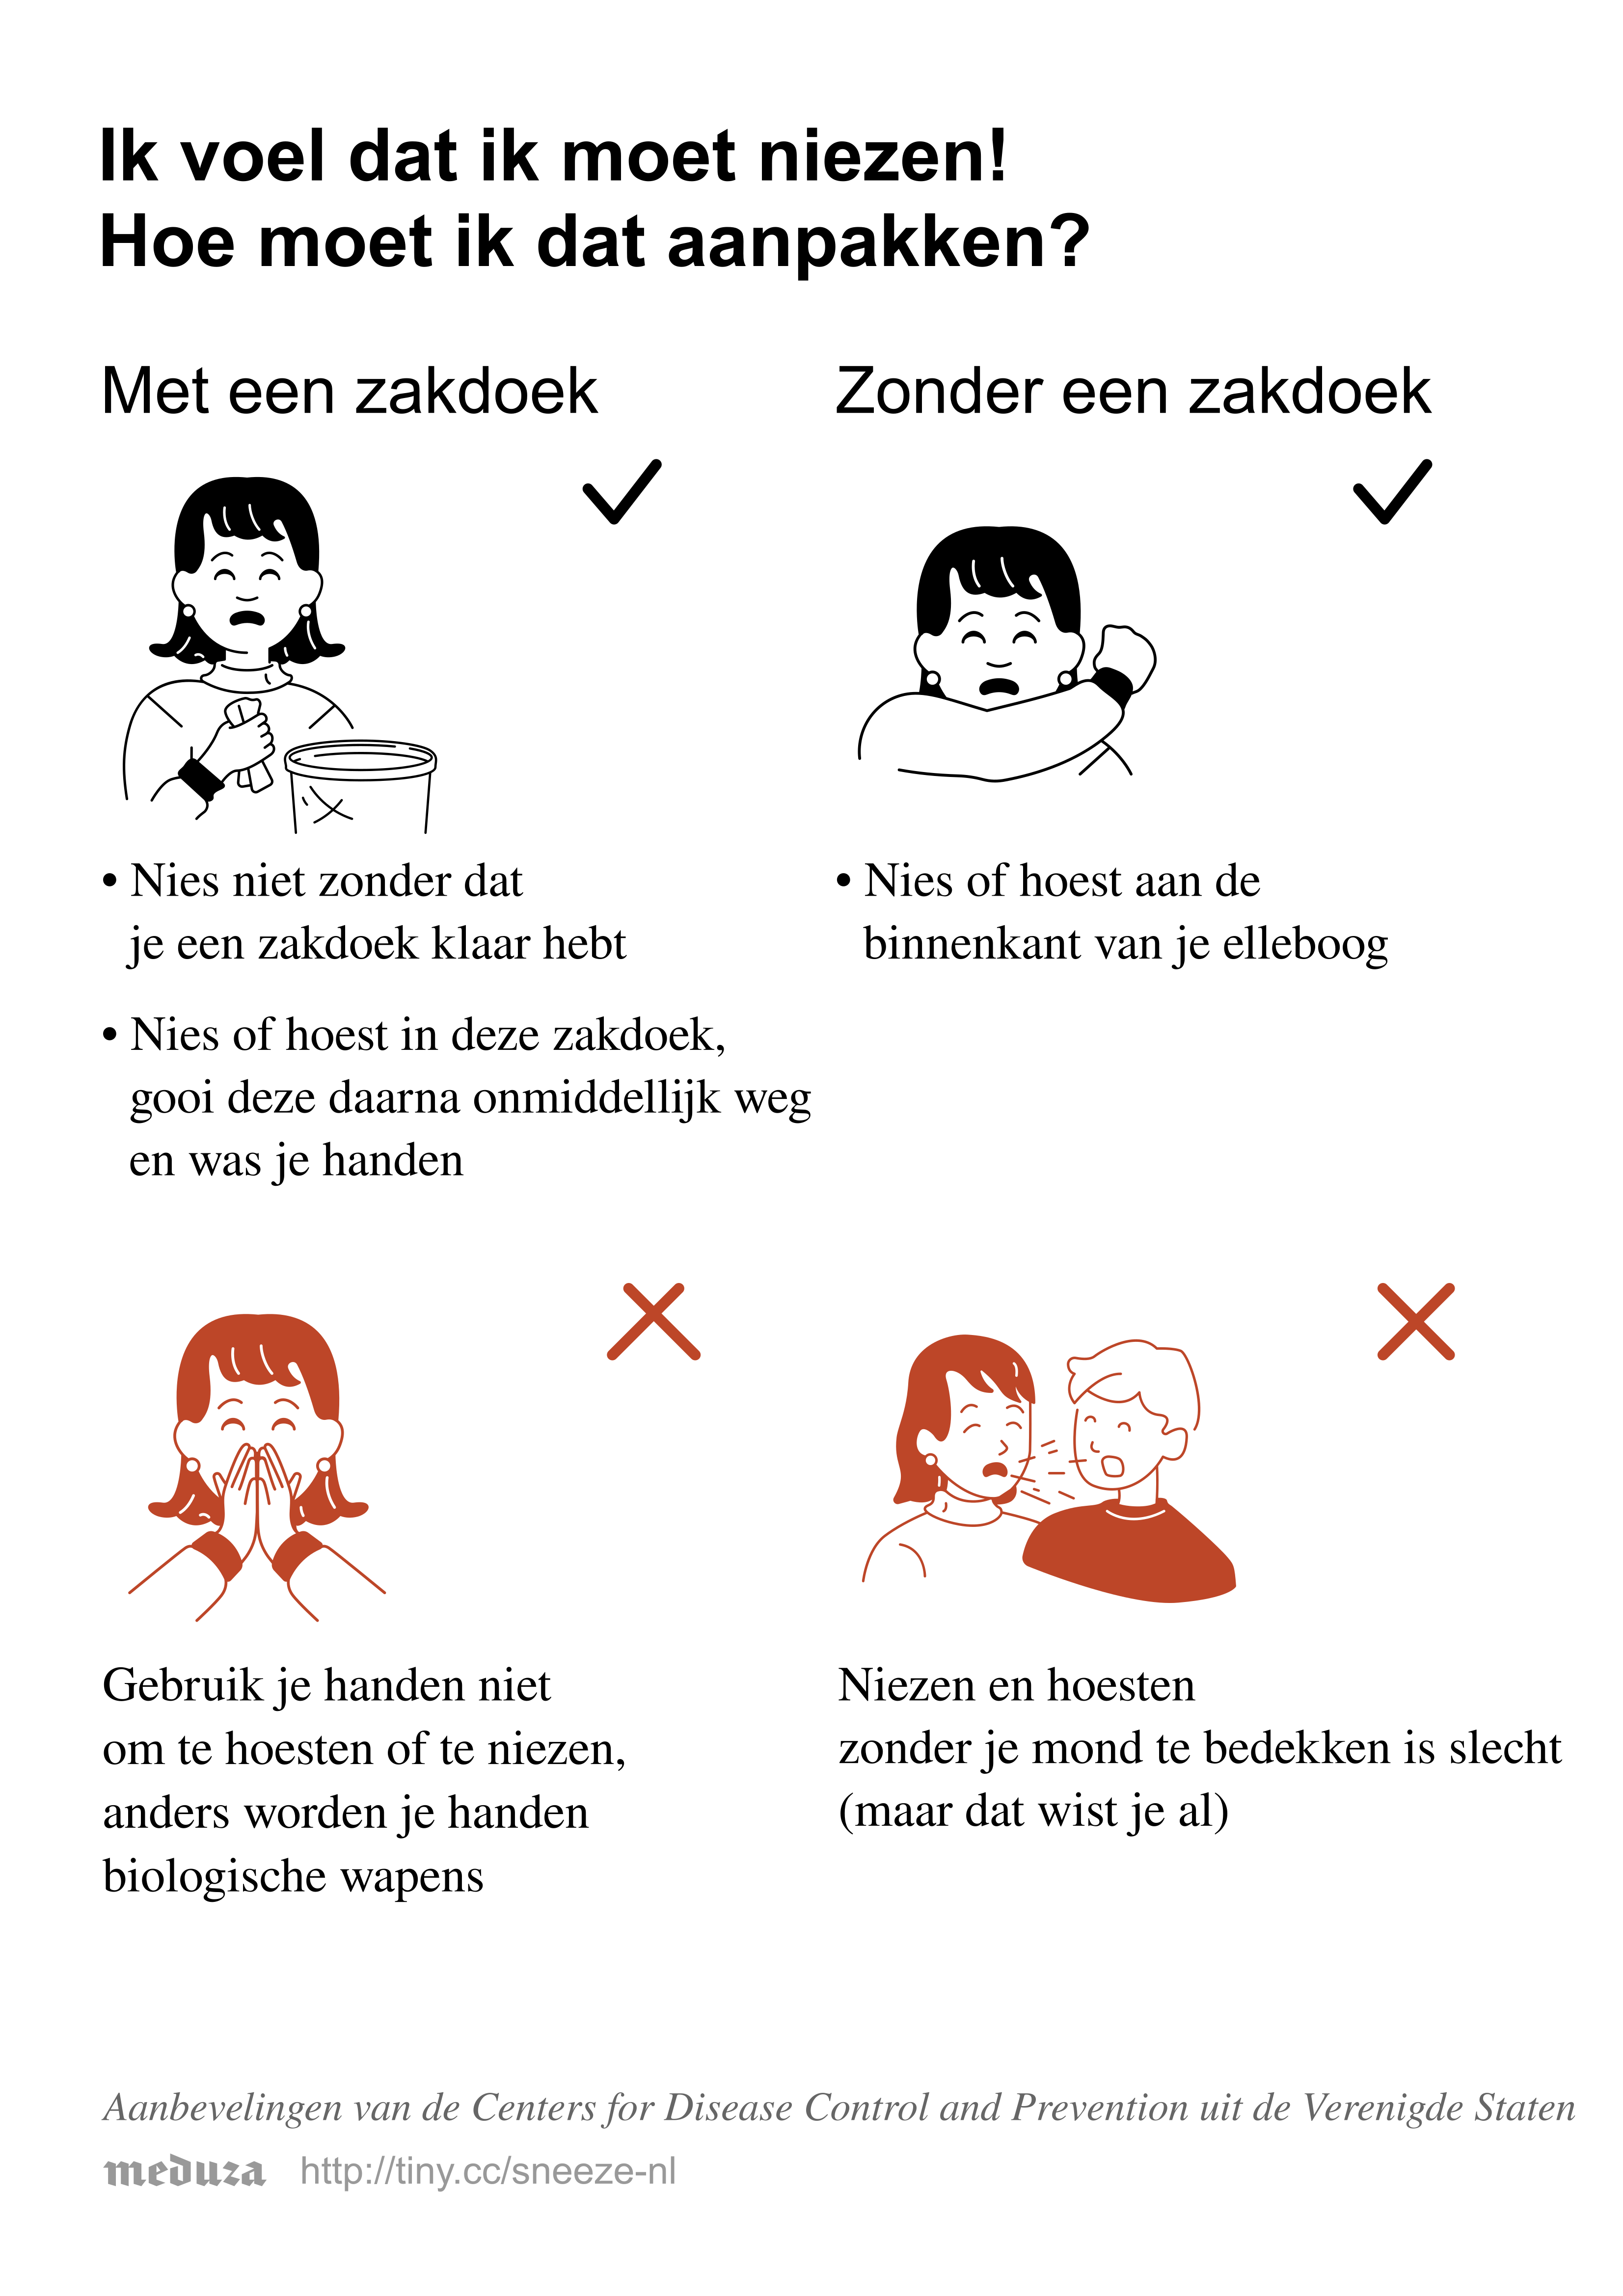 Ik voel dat ik moet niezen!
Hoe moet ik dat aanpakken?
Met een zakdoek
• Nies niet zonder dat
je een zakdoek klaar hebt
• Nies of hoest in deze zakdoek,
gooi deze daarna onmiddellijk weg
en was je handen
Zonder een zakdoek
• Nies of hoest aan de
binnenkant van je elleboog
Gebruik je handen niet
om te hoesten of te niezen,
anders worden je handen
biologische wapens
Niezen en hoesten
zonder je mond te bedekken is slecht
(maar dat wist je al)
Aanbevelingen van de Centers for Disease Control and Prevention uit de Verenigde Staten
meduza http://tiny.cc/sneeze-nl